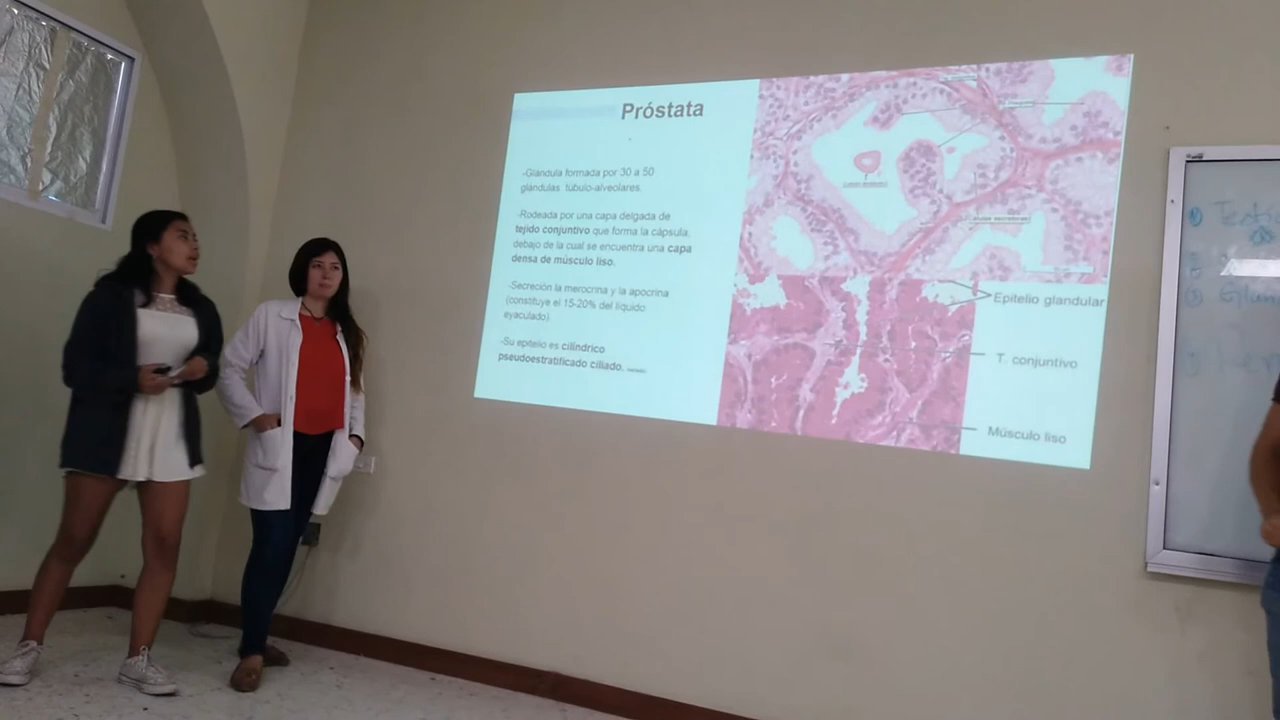 Próstata
-Glándula formada por 30 a 50
glandulas túbulo-alveolares.
-Rodeada por una capa delgada de
tejido conjuntivo que forma la cápsula,
debajo de la cual se encuentra una capa
densa de músculo liso.
-Secreción la merocrina y la apocrina
(constituye el 15-20% del líquido
eyaculado).
-Su epitelio es cilíndrico
pseudoestratificado ciliado.
Epitelio glandular
T. conjuntivo
Músculo liso